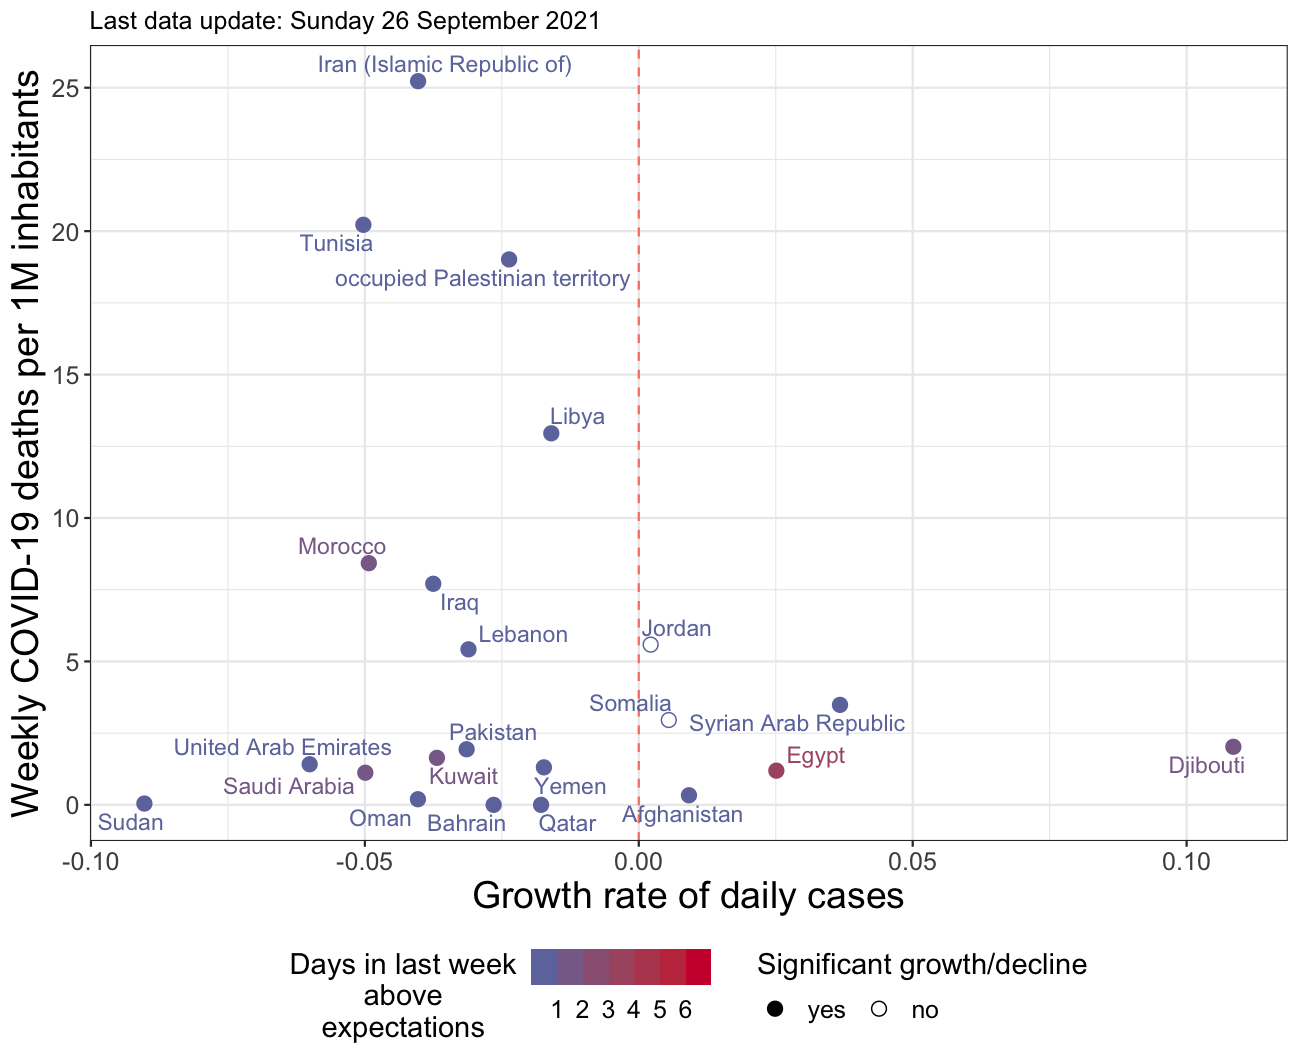 Last data update: Sunday 26 September 2021
Weekly COVID-19 deaths per 1M inhabitants
25
20
15
10
5
0
Iran (Islamic Republic of)
Tunisia
occupied Palestinian territory
Libya
Morocco
Iraq
Jordan
Lebanon
Somalia
Syrian Arab Republic
Pakistan
United Arab Emirates
Egypt
Djibouti
Kuwait
Saudi Arabia
Yemen
Afghanistan
Oman
Sudan
Bahrain
Qatar
-0.10
-0.05
0.00
0.05
0.10
Growth rate of daily cases
Days in last week
above
expectations
1 2 3 4 5 6
Significant growth/decline
yes no